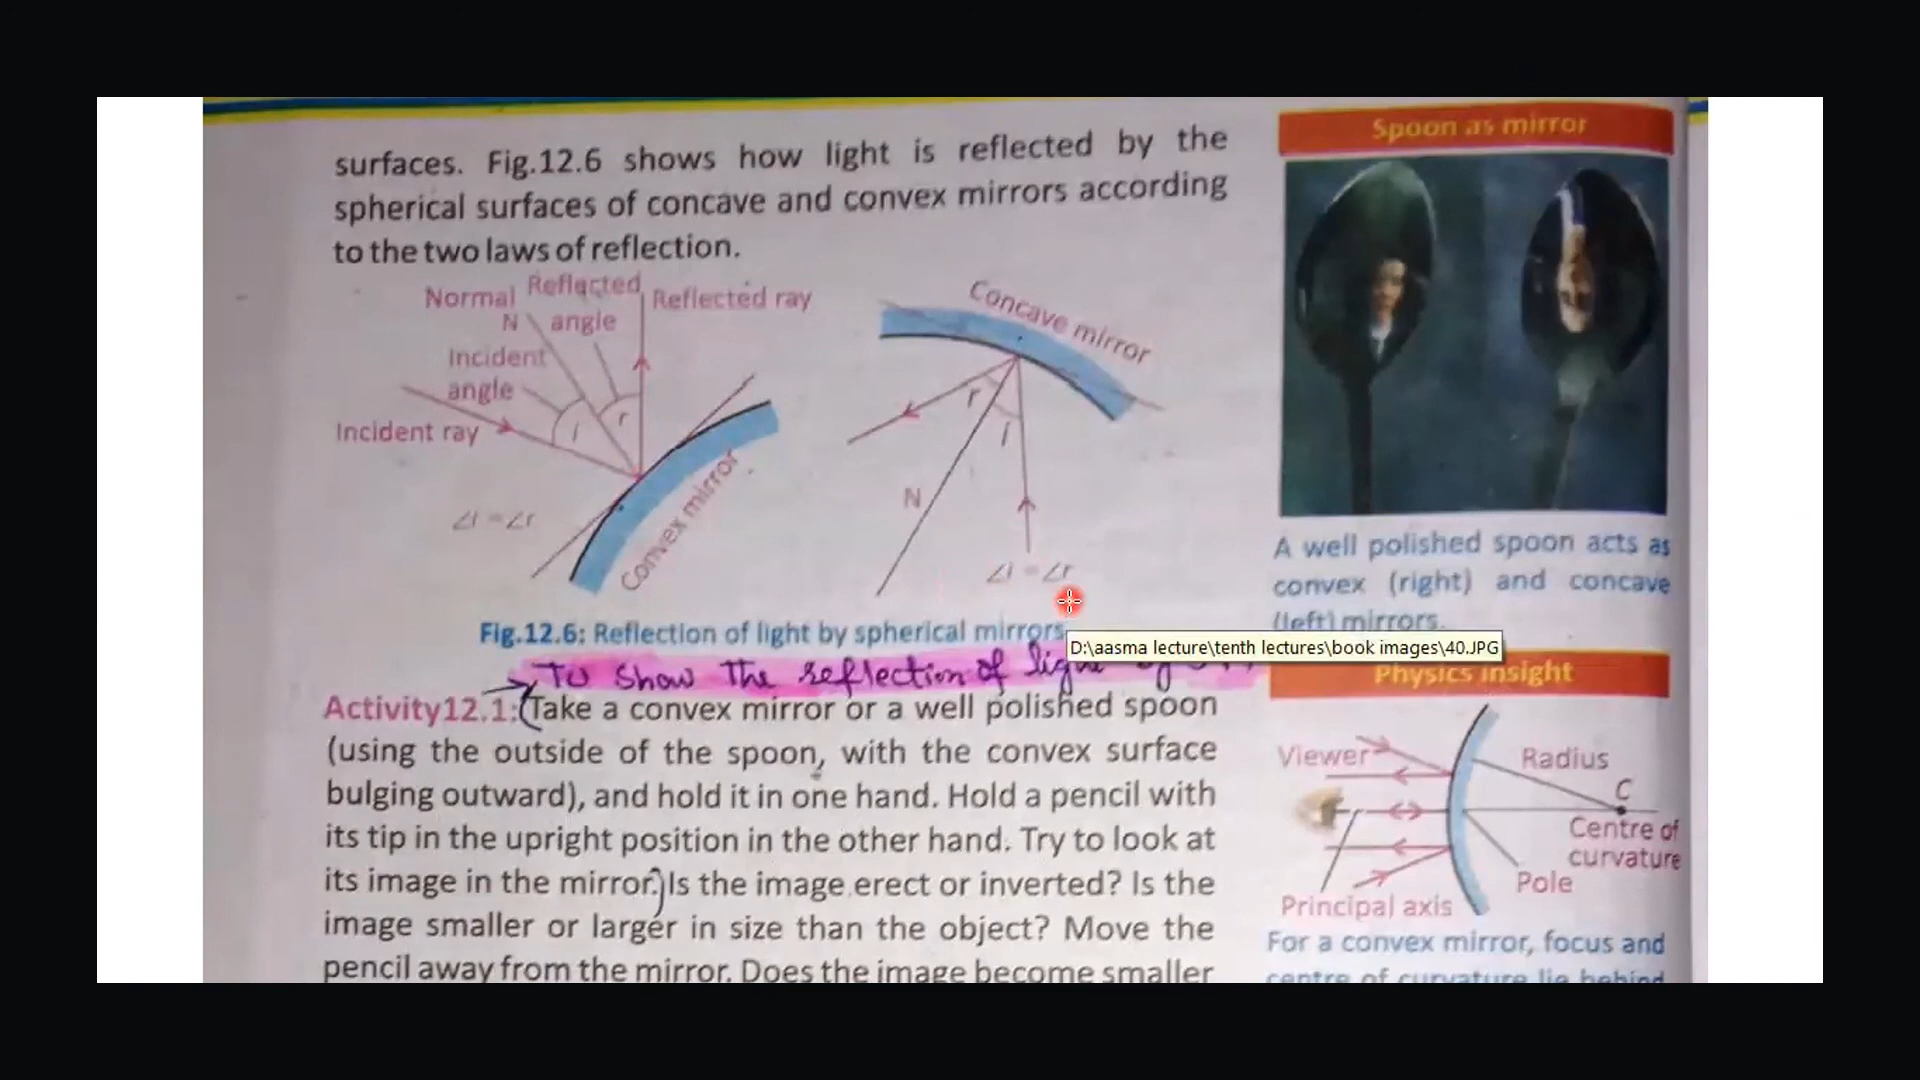 surfaces. Fig.12.6 shows how light is reflected by the
spherical surfaces of concave and convex mirrors according
to the two laws of reflection.
Normal
N
Reflected
angle
Reflected ray
Incident
angle
Incident ray
i
r
∠i = ∠r
Convex mirror
Concave mirror
r
i
N
∠i = ∠r
Fig.12.6: Reflection of light by spherical mirrors
To show the reflection of
Activity12.1: Take a convex mirror or a well polished spoon
(using the outside of the spoon, with the convex surface
bulging outward), and hold it in one hand. Hold a pencil with
its tip in the upright position in the other hand. Try to look at
its image in the mirror. Is the image erect or inverted? Is the
image smaller or larger in size than the object? Move the
pencil away from the mirror. Does the image become smaller
Spoon as mirror
A well polished spoon acts as
convex (right) and concave
(left) mirrors.
D:\aasma lecture\tenth lectures\book images\40.JPG
Physics insight
Viewer
Radius
C
Centre of
curvature
Pole
Principal axis
For a convex mirror, focus and
centre of curvature lie behind